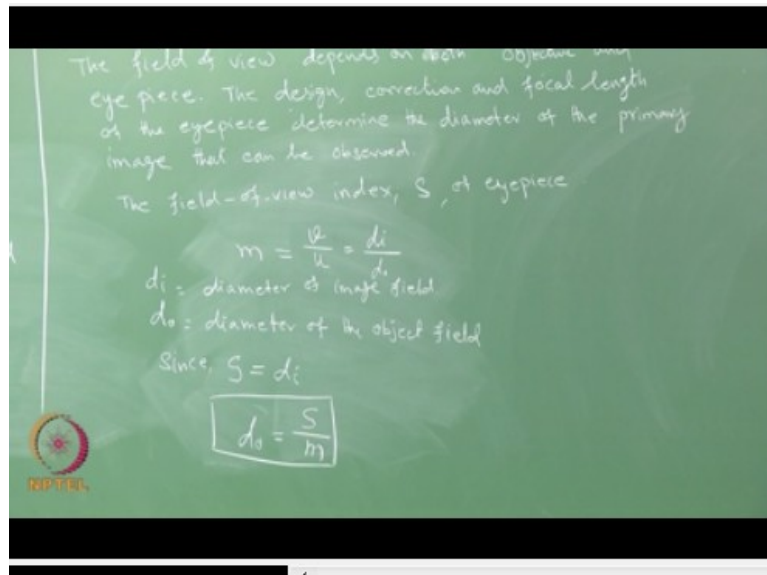 The field of view depends on both objective and
eye piece. The design, correction and focal length
of the eyepiece determine the diameter of the primary
image that can be observed.
The field-of-view index, S, of eyepiece
m = v/u = di/do
di = diameter of image field
do = diameter of the object field
Since, S = di
do = S/m
NPTEL